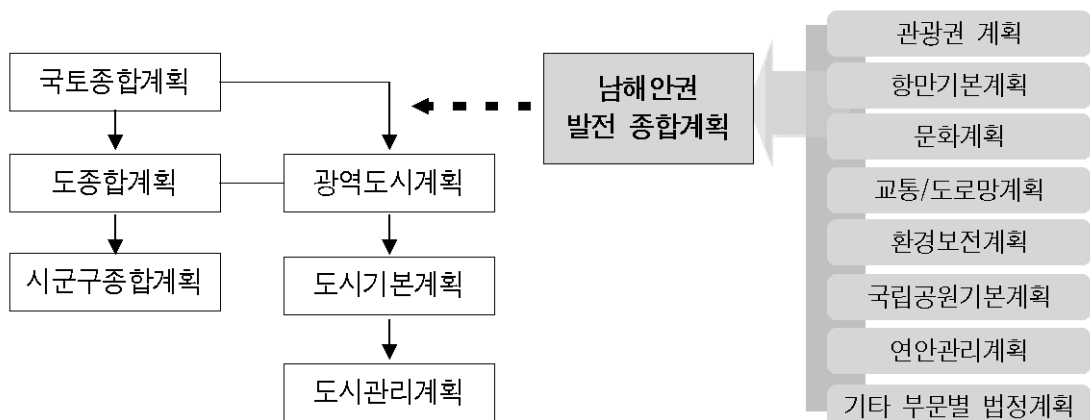 국토종합계획
도종합계획
시군구종합계획
광역도시계획
도시기본계획
도시관리계획
남해안권
발전 종합계획
관광권 계획
항만기본계획
문화계획
교통/도로망계획
환경보전계획
국립공원기본계획
연안관리계획
기타 부문별 법정계획